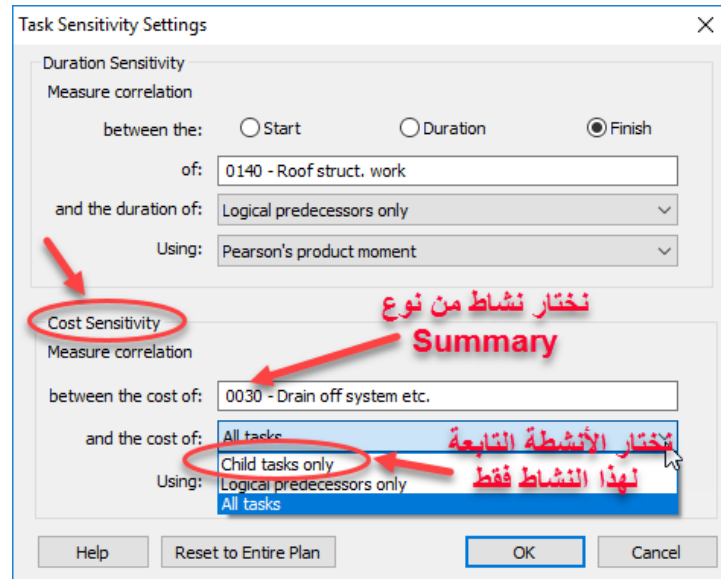 Task Sensitivity Settings
Duration Sensitivity
Measure correlation
between the: Start Duration Finish
of: 0140 - Roof struct. work
and the duration of: Logical predecessors only
Using: Pearson's product moment
نختار نشاط من نوع
Summary
Cost Sensitivity
Measure correlation
between the cost of: 0030 - Drain off system etc.
and the cost of: All tasks
نختار الأنشطة التابعة
لهذا النشاط فقط
Child tasks only
Using: Logical predecessors only
All tasks
Help Reset to Entire Plan OK Cancel